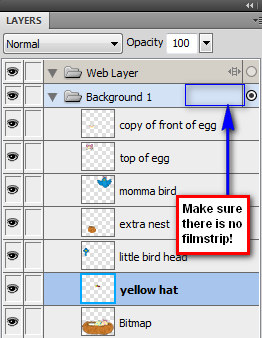 LAYERS
Normal Opacity 100
Web Layer
Background 1
copy of front of egg
top of egg
momma bird
extra nest
little bird head
yellow hat
Bitmap
Make sure
there is no
filmstrip!